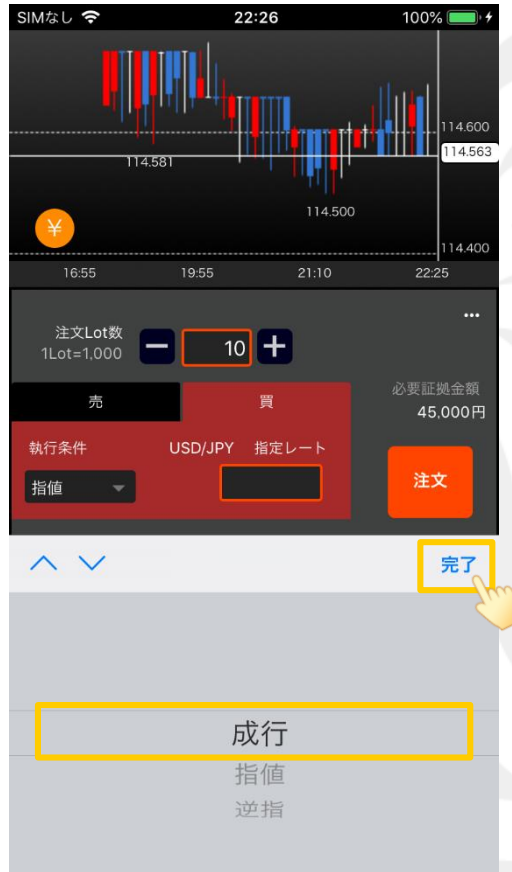 SIMなし 22:26 100%
114.600
114.563
114.581
114.500
¥
114.400
16:55 19:55 21:10 22:25
...
注文Lot数
1Lot=1,000
10
売 買
必要証拠金額
45,000円
執行条件 USD/JPY 指定レート
指値
注文
完了
成行
指値
逆指